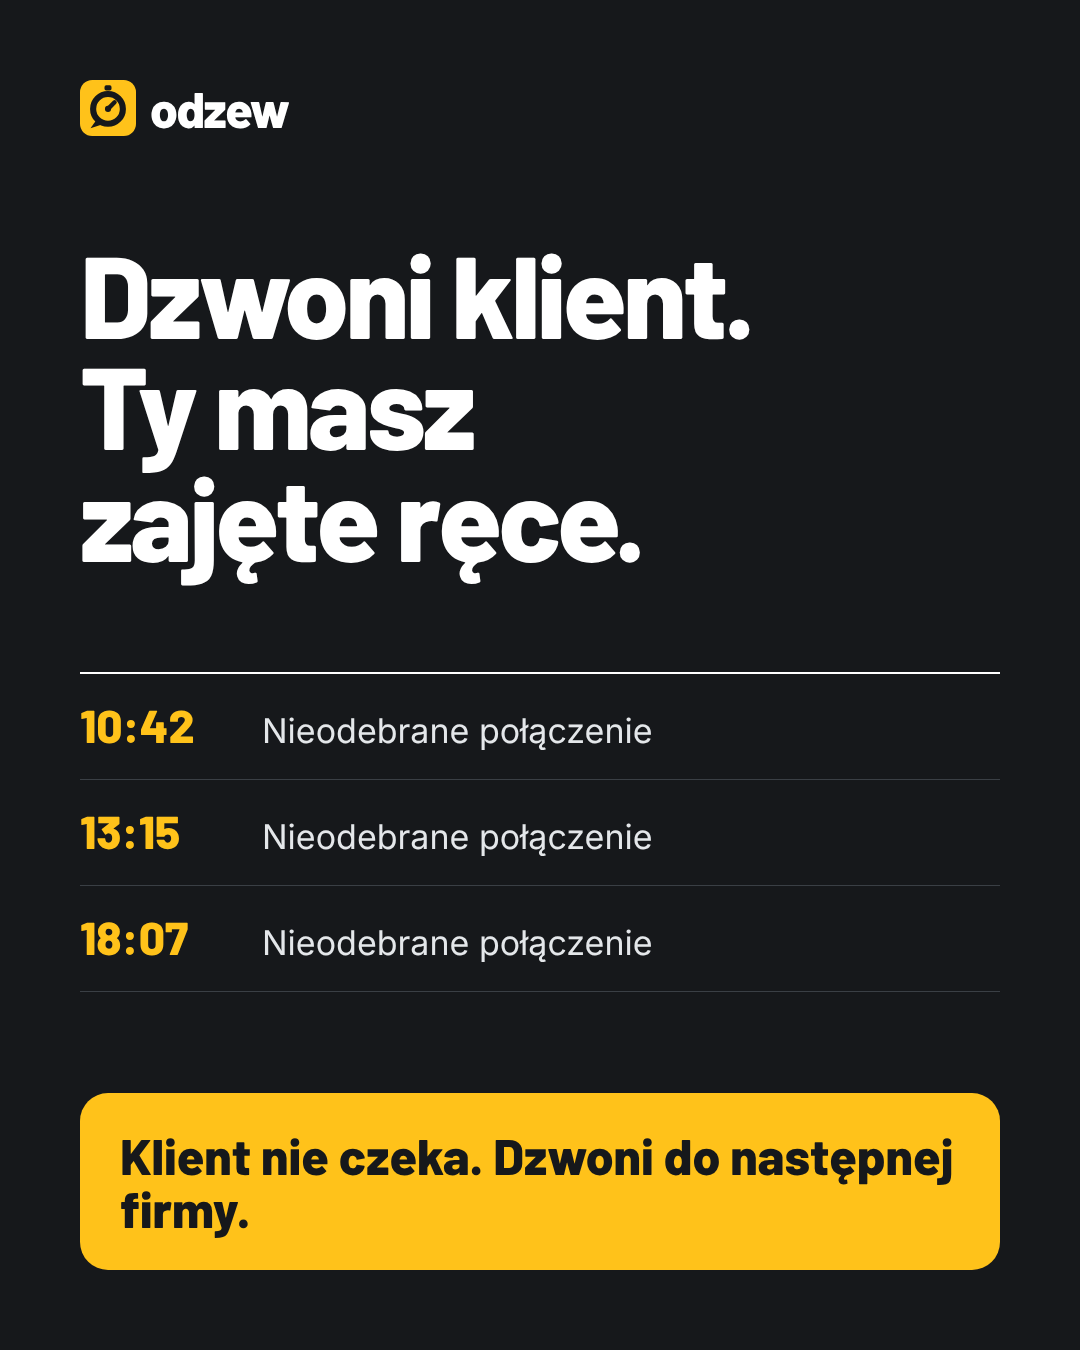 odzew
Dzwoni klient.
Ty masz
zajęte ręce.
10:42 Nieodebrane połączenie
13:15 Nieodebrane połączenie
18:07 Nieodebrane połączenie
Klient nie czeka. Dzwoni do następnej
firmy.